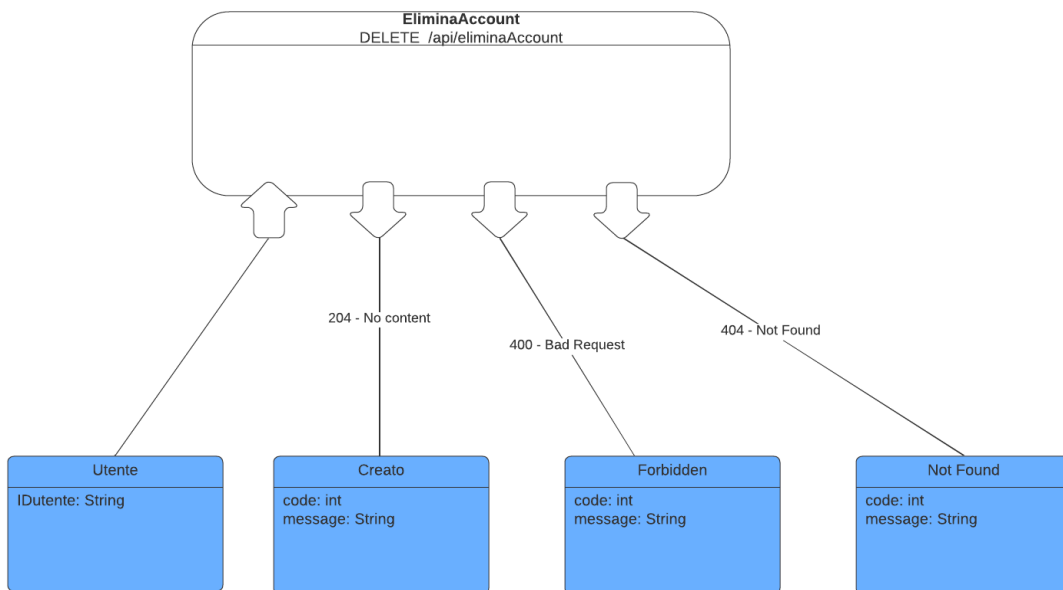 EliminaAccount
DELETE /api/eliminaAccount
204 - No content
400 - Bad Request
404 - Not Found
Utente
IDutente: String
Creato
code: int
message: String
Forbidden
code: int
message: String
Not Found
code: int
message: String